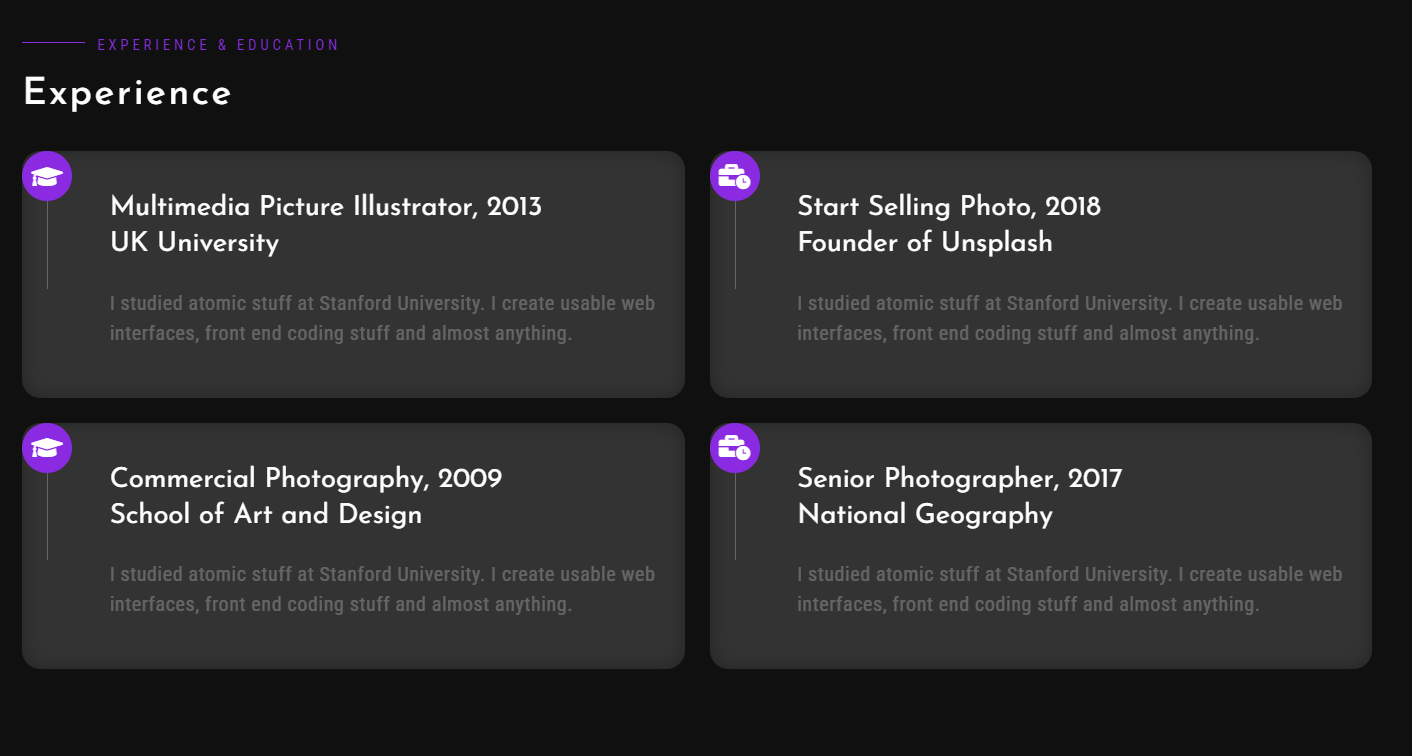 EXPERIENCE & EDUCATION
Experience
Multimedia Picture Illustrator, 2013
UK University
I studied atomic stuff at Stanford University. I create usable web
interfaces, front end coding stuff and almost anything.
Start Selling Photo, 2018
Founder of Unsplash
I studied atomic stuff at Stanford University. I create usable web
interfaces, front end coding stuff and almost anything.
Commercial Photography, 2009
School of Art and Design
I studied atomic stuff at Stanford University. I create usable web
interfaces, front end coding stuff and almost anything.
Senior Photographer, 2017
National Geography
I studied atomic stuff at Stanford University. I create usable web
interfaces, front end coding stuff and almost anything.